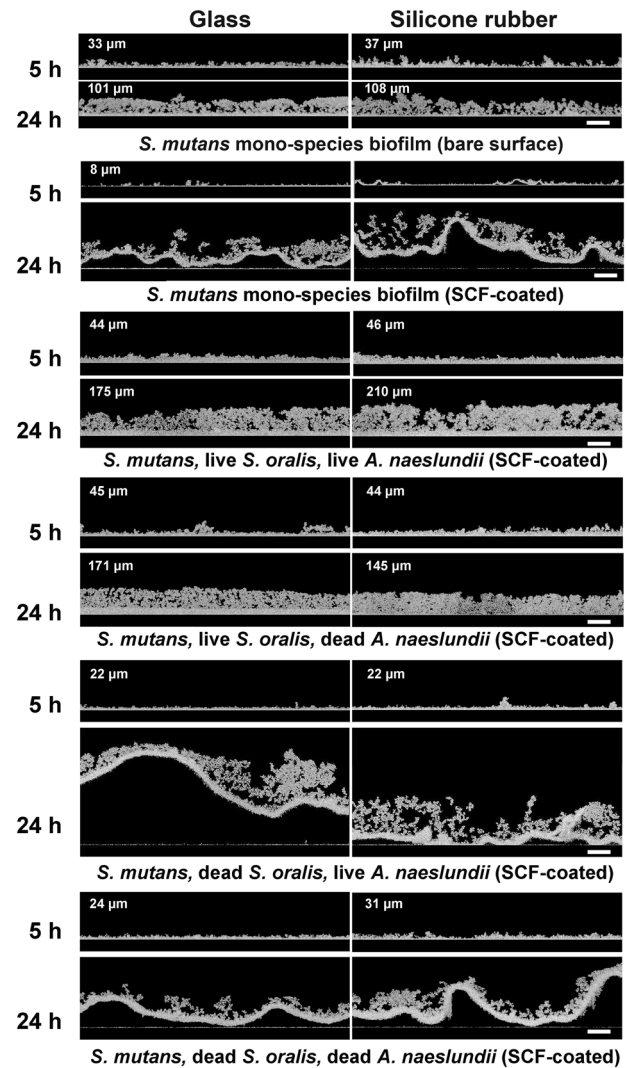 Glass Silicone rubber
5 h 33 µm 37 µm
24 h 101 µm 108 µm
S. mutans mono-species biofilm (bare surface)
5 h 8 µm
24 h
S. mutans mono-species biofilm (SCF-coated)
5 h 44 µm 46 µm
24 h 175 µm 210 µm
S. mutans, live S. oralis, live A. naeslundii (SCF-coated)
5 h 45 µm 44 µm
24 h 171 µm 145 µm
S. mutans, live S. oralis, dead A. naeslundii (SCF-coated)
5 h 22 µm 22 µm
24 h
S. mutans, dead S. oralis, live A. naeslundii (SCF-coated)
5 h 24 µm 31 µm
24 h
S. mutans, dead S. oralis, dead A. naeslundii (SCF-coated)